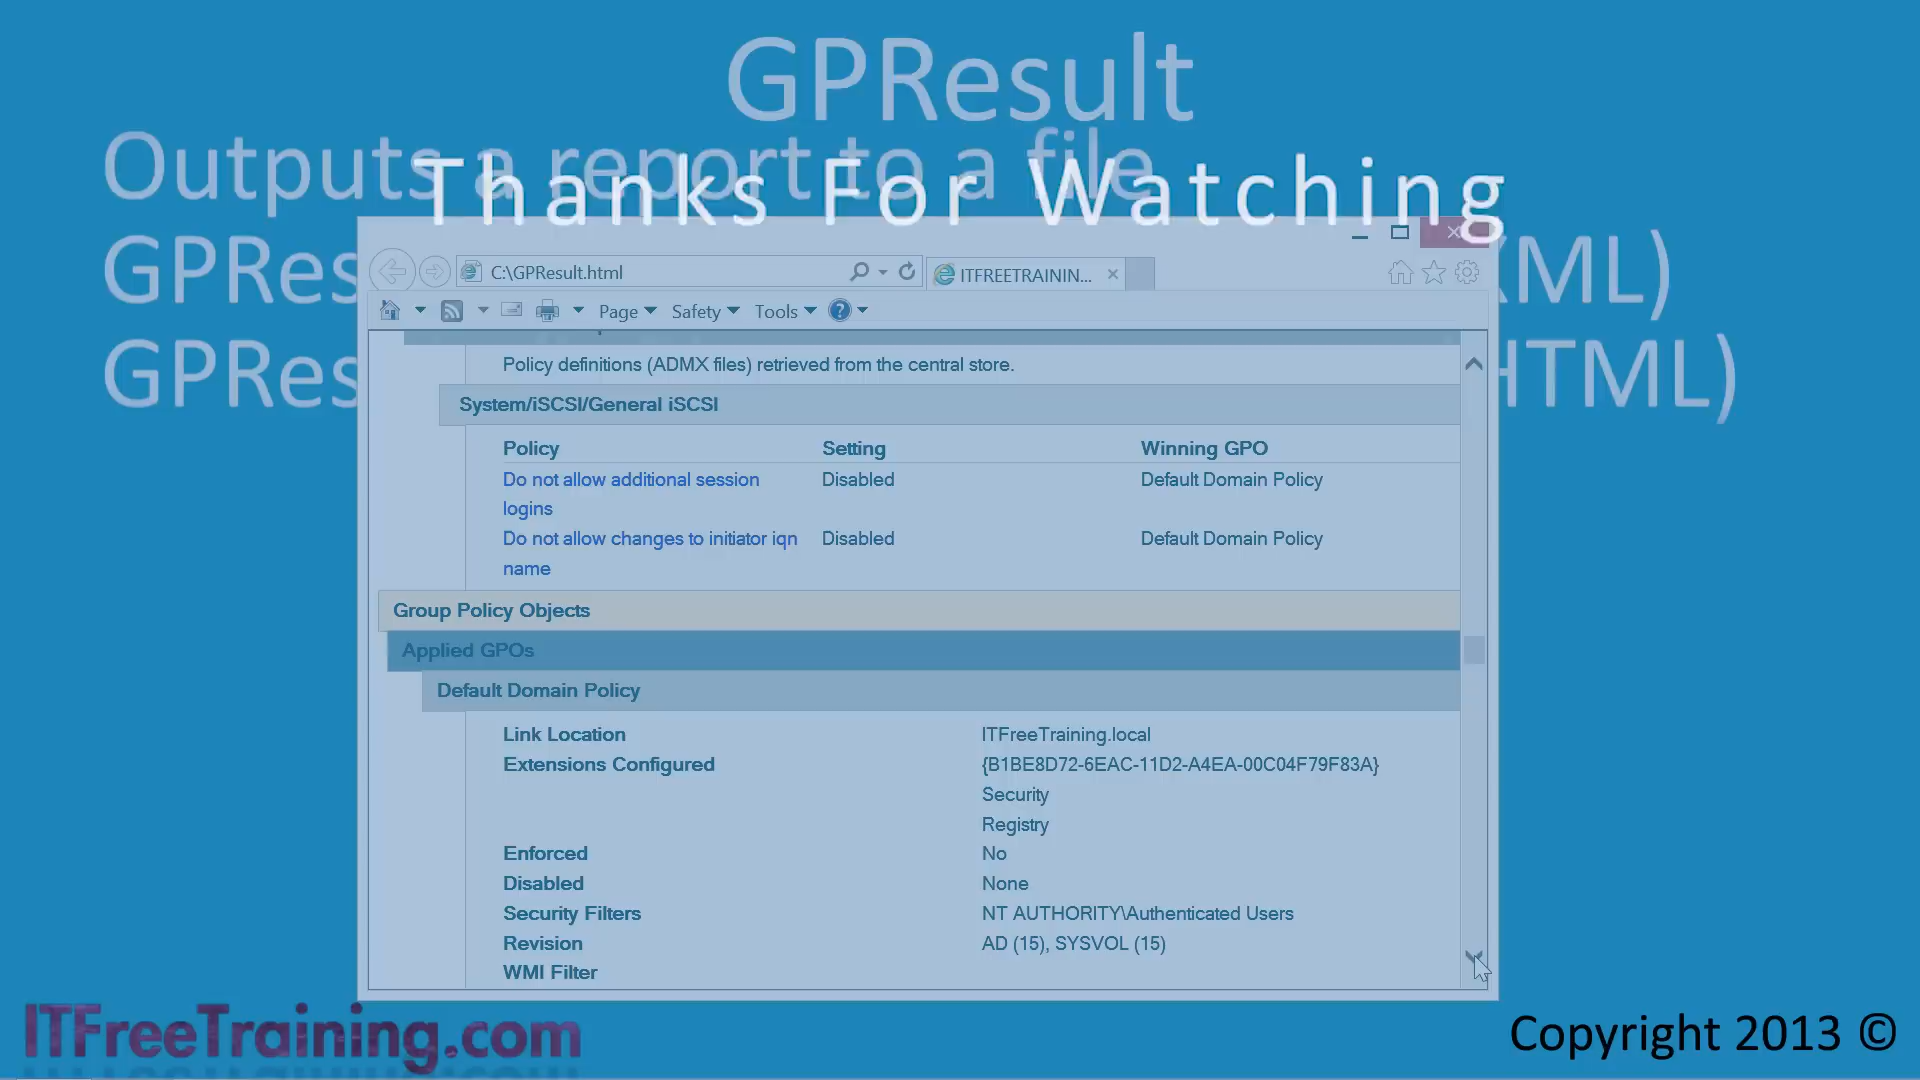 GPResult
Outputs a report to a file
Thanks For Watching
GPRes ML)
GPRes HTML)
C:\GPResult.html
ITFREETRAININ...
Page Safety Tools
Policy definitions (ADMX files) retrieved from the central store.
System/iSCSI/General iSCSI
Policy Setting Winning GPO
Do not allow additional session Disabled Default Domain Policy
logins
Do not allow changes to initiator iqn Disabled Default Domain Policy
name
Group Policy Objects
Applied GPOs
Default Domain Policy
Link Location ITFreeTraining.local
Extensions Configured {B1BE8D72-6EAC-11D2-A4EA-00C04F79F83A}
Security
Registry
Enforced No
Disabled None
Security Filters NT AUTHORITY\Authenticated Users
Revision AD (15), SYSVOL (15)
WMI Filter
ITFreeTraining.com
Copyright 2013 ©